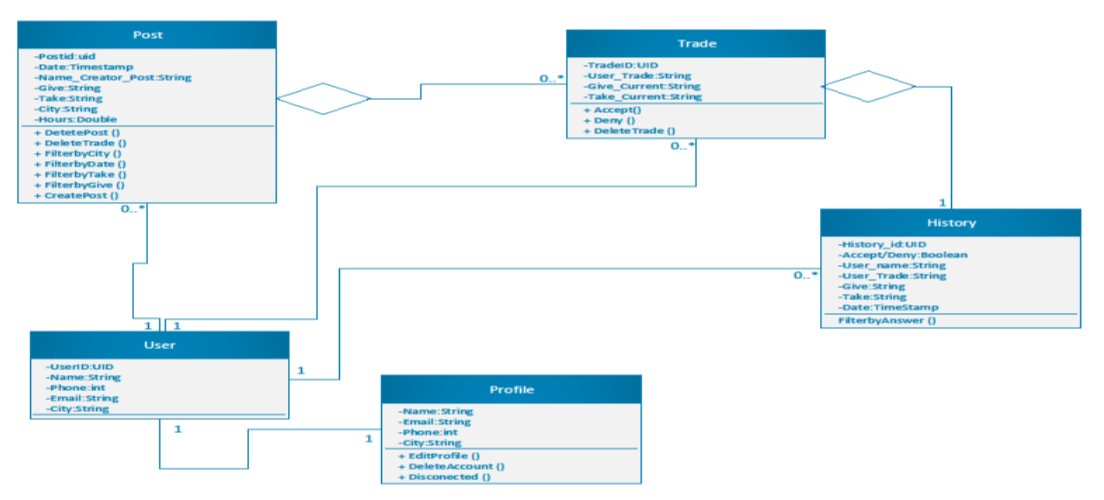 Post
-Postid:uid
-Date:Timestamp
-Name_Creator_Post:String
-Give:String
-Take:String
-City:String
-Hours:Double
+ DetetePost ()
+ DeleteTrade ()
+ FilterbyCity ()
+ FilterbyDate ()
+ FilterbyTake ()
+ FilterbyGive ()
+ CreatePost ()
0..*
0..*
Trade
-TradeID:UID
-User_Trade:String
-Give_Current:String
-Take_Current:String
+ Accept()
+ Deny ()
+ DeleteTrade ()
0..*
1
History
-History_id:UID
-Accept/Deny:Boolean
-User_name:String
-User_Trade:String
-Give:String
-Take:String
-Date:TimeStamp
FilterbyAnswer ()
0..*
1
1
User
-UserID:UID
-Name:String
-Phone:int
-Email:String
-City:String
1
1
1
Profile
-Name:String
-Email:String
-Phone:int
-City:String
+ EditProfile ()
+ DeleteAccount ()
+ Disconected ()